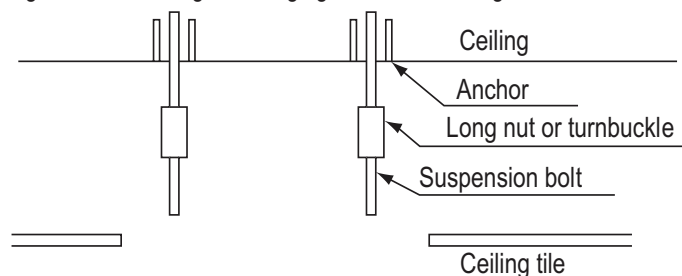 Ceiling
Anchor
Long nut or turnbuckle
Suspension bolt
Ceiling tile